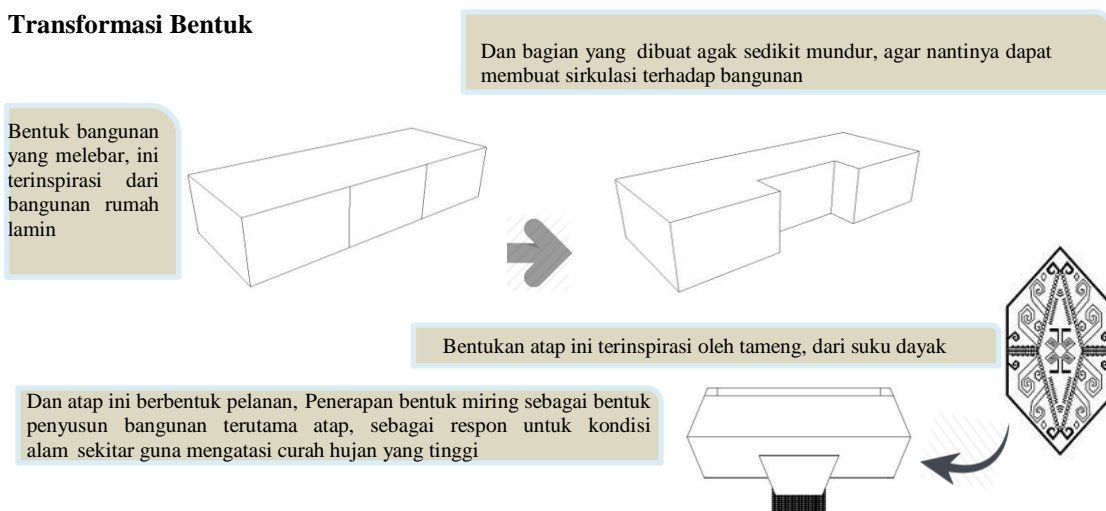 Transformasi Bentuk
Dan bagian yang dibuat agak sedikit mundur, agar nantinya dapat
membuat sirkulasi terhadap bangunan
Bentuk bangunan
yang melebar, ini
terinspirasi dari
bangunan rumah
lamin
Bentukan atap ini terinspirasi oleh tameng, dari suku dayak
Dan atap ini berbentuk pelanan, Penerapan bentuk miring sebagai bentuk
penyusun bangunan terutama atap, sebagai respon untuk kondisi
alam sekitar guna mengatasi curah hujan yang tinggi